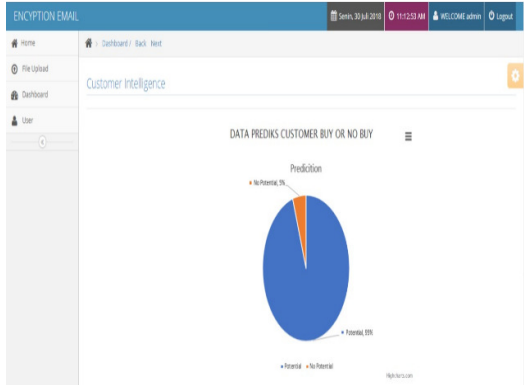 ENCYPTION EMAIL
Senin, 30 Juli 2018 11:12:53 AM WELCOME admin Logout
Home
Dashboard / Back Next
File Upload
Dashboard
User
Customer Intelligence
DATA PREDIKS CUSTOMER BUY OR NO BUY
Predicition
No Potential, 5%
Potential, 95%
Potential No Potential
Highcharts.com